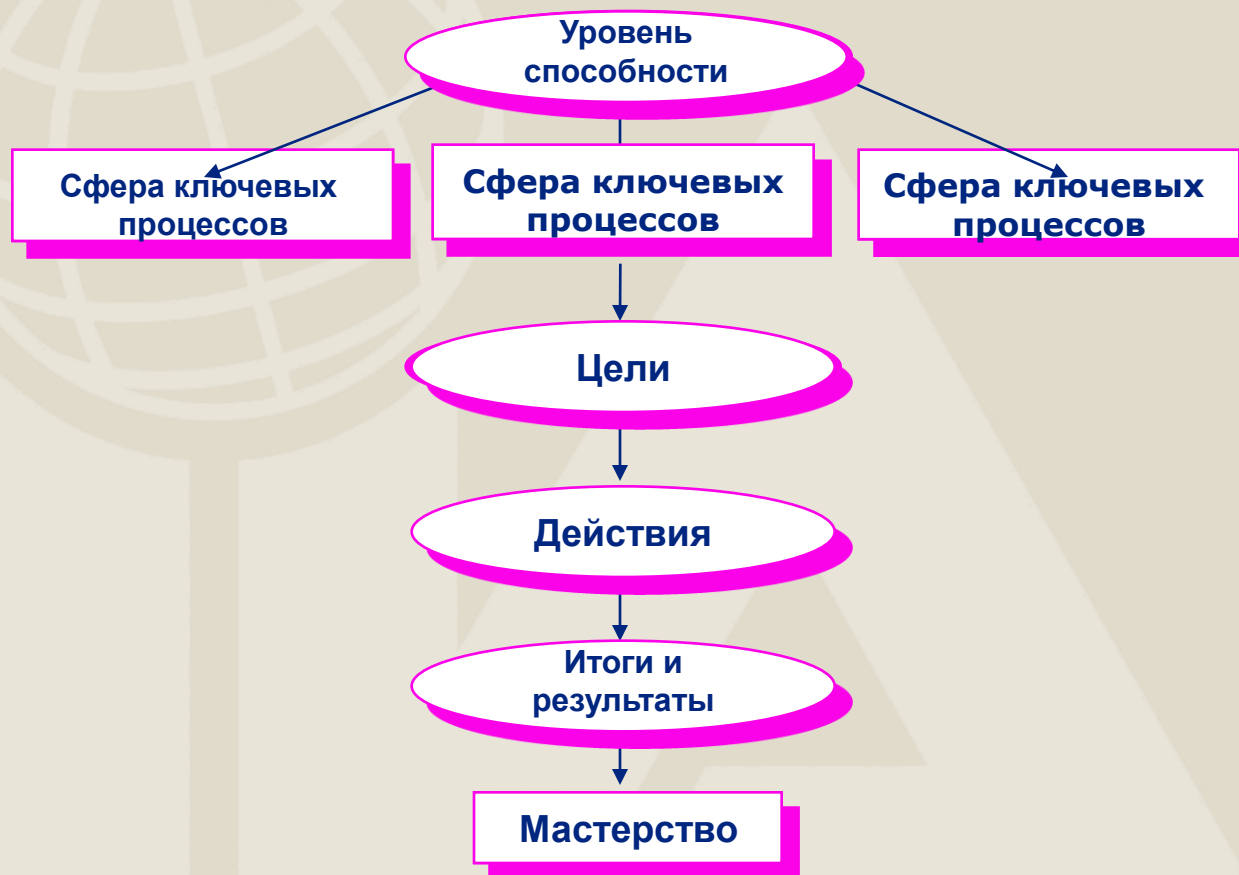 Уровень
способности
Сфера ключевых
процессов
Сфера ключевых
процессов
Сфера ключевых
процессов
Цели
Действия
Итоги и
результаты
Мастерство